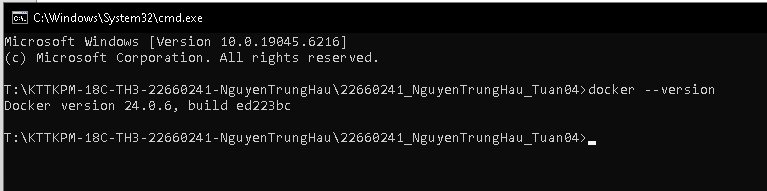 C:\Windows\System32\cmd.exe
Microsoft Windows [Version 10.0.19045.6216]
(c) Microsoft Corporation. All rights reserved.
T:\KTTKPM-18C-TH3-22660241-NguyenTrungHau\22660241_NguyenTrungHau_Tuan04>docker --version
Docker version 24.0.6, build ed223bc
T:\KTTKPM-18C-TH3-22660241-NguyenTrungHau\22660241_NguyenTrungHau_Tuan04>